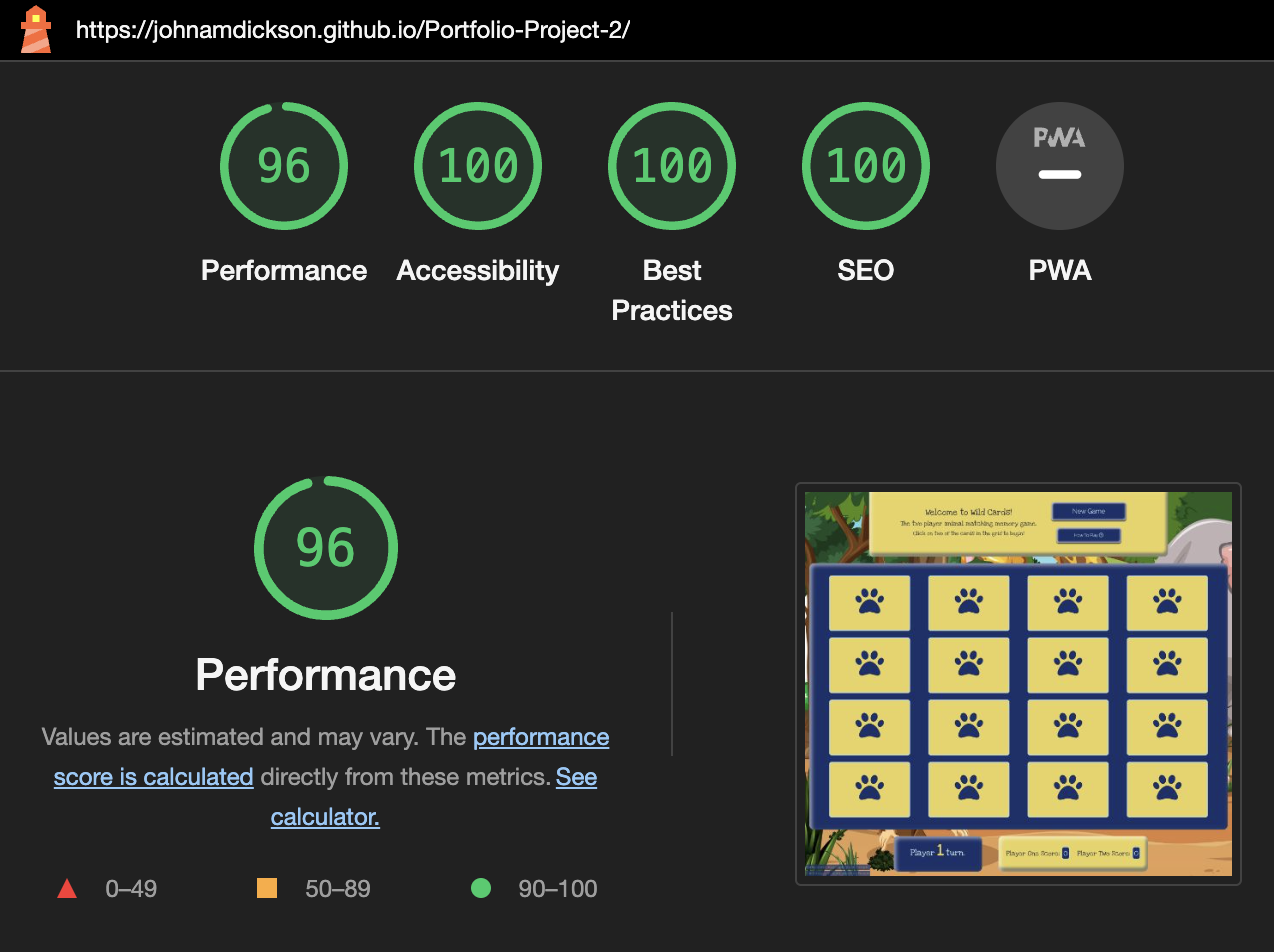 https://johnamdickson.github.io/Portfolio-Project-2/
96
100
100
100
PWA
Performance
Accessibility
Best
Practices
SEO
PWA
96
Performance
Values are estimated and may vary. The performance
score is calculated directly from these metrics. See
calculator.
0–49
50–89
90–100
Welcome to Wild Cards!
The two player animal matching memory game.
Click on two of the cards in the grid to begin!
New Game
How To Play
Player 1 turn.
Player One Score: 0
Player Two Score: 0